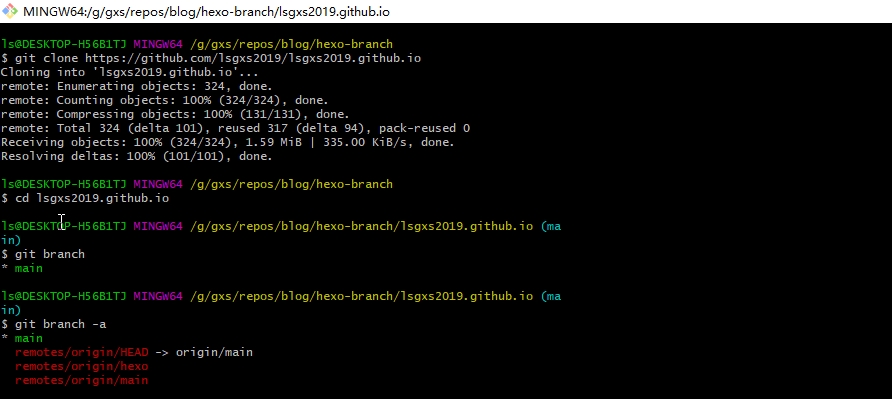 MINGW64:/g/gxs/repos/blog/hexo-branch/lsgxs2019.github.io
ls@DESKTOP-H56B1TJ MINGW64 /g/gxs/repos/blog/hexo-branch
$ git clone https://github.com/lsgxs2019/lsgxs2019.github.io
Cloning into 'lsgxs2019.github.io'...
remote: Enumerating objects: 324, done.
remote: Counting objects: 100% (324/324), done.
remote: Compressing objects: 100% (131/131), done.
remote: Total 324 (delta 101), reused 317 (delta 94), pack-reused 0
Receiving objects: 100% (324/324), 1.59 MiB | 335.00 KiB/s, done.
Resolving deltas: 100% (101/101), done.
ls@DESKTOP-H56B1TJ MINGW64 /g/gxs/repos/blog/hexo-branch
$ cd lsgxs2019.github.io
ls@DESKTOP-H56B1TJ MINGW64 /g/gxs/repos/blog/hexo-branch/lsgxs2019.github.io (ma
in)
$ git branch
* main
ls@DESKTOP-H56B1TJ MINGW64 /g/gxs/repos/blog/hexo-branch/lsgxs2019.github.io (ma
in)
$ git branch -a
* main
remotes/origin/HEAD -> origin/main
remotes/origin/hexo
remotes/origin/main